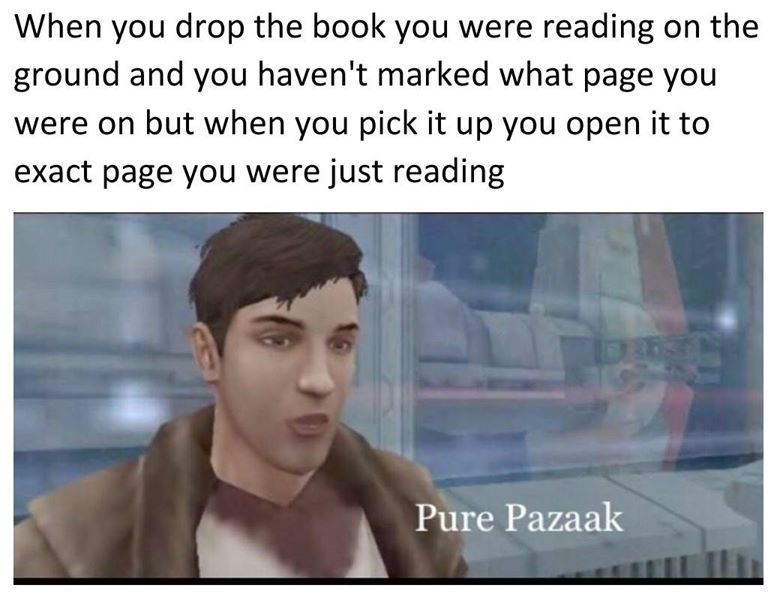 When you drop the book you were reading on the
ground and you haven't marked what page you
were on but when you pick it up you open it to
exact page you were just reading
Pure Pazaak